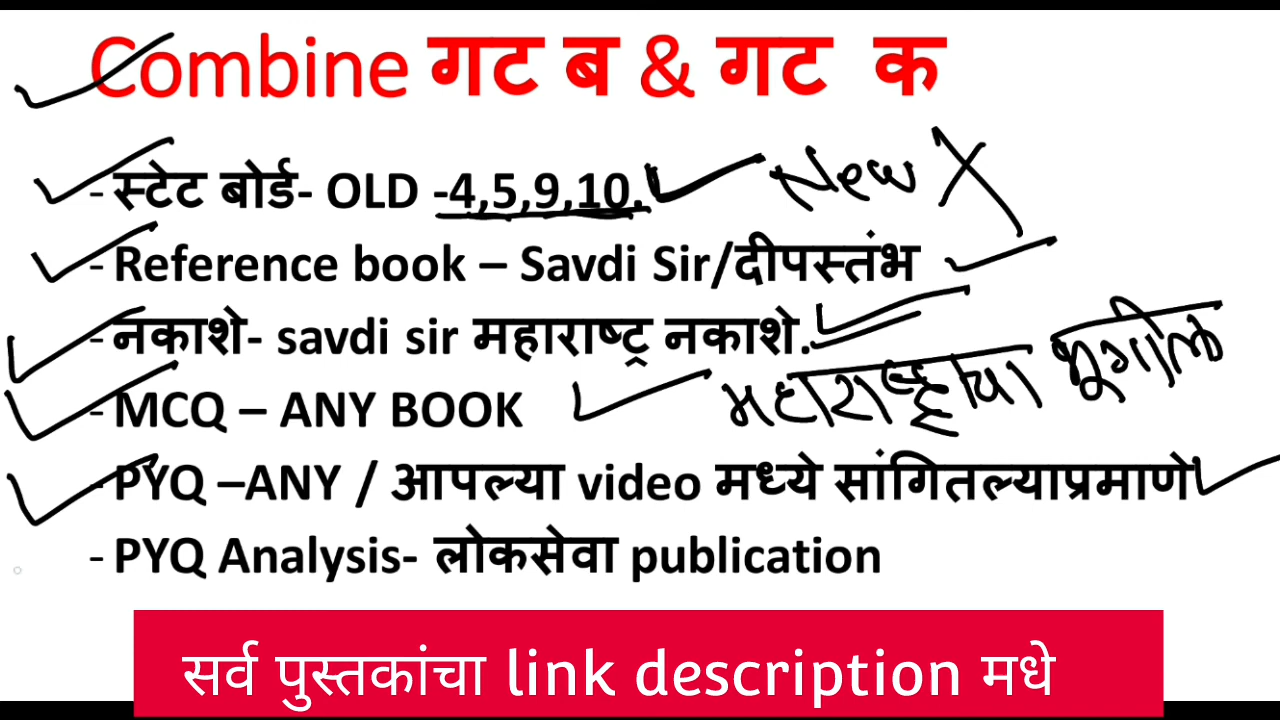 Combine गट ब & गट क
- स्टेट बोर्ड- OLD -4,5,9,10. New X
- Reference book – Savdi Sir/दीपस्तंभ
- नकाशे- savdi sir महाराष्ट्र नकाशे.
- MCQ – ANY BOOK महाराष्ट्राचा भूगोल
- PYQ –ANY / आपल्या video मध्ये सांगितल्याप्रमाणे
- PYQ Analysis- लोकसेवा publication
सर्व पुस्तकांचा link description मधे